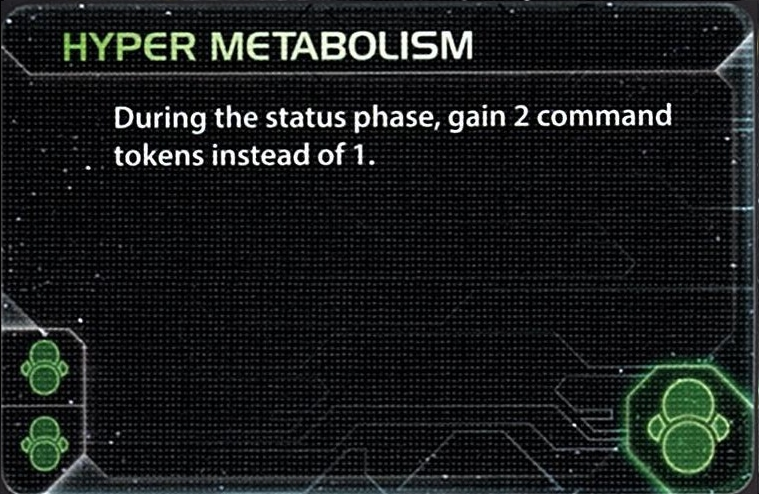 HYPER METABOLISM
During the status phase, gain 2 command
tokens instead of 1.